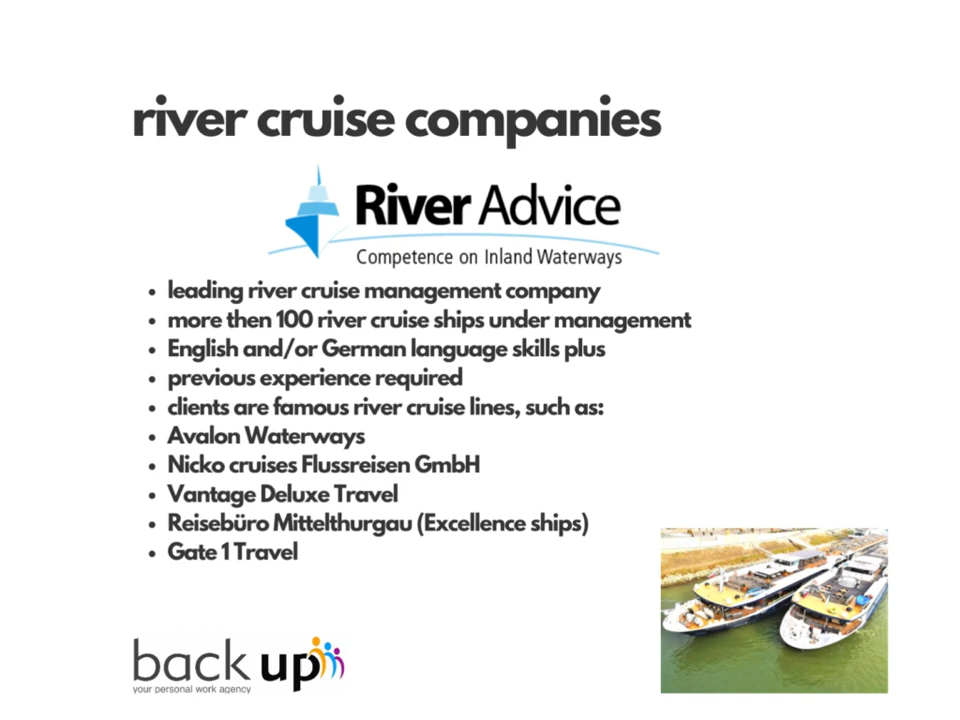 river cruise companies
River Advice
Competence on Inland Waterways
• leading river cruise management company
• more then 100 river cruise ships under management
• English and/or German language skills plus
• previous experience required
• clients are famous river cruise lines, such as:
• Avalon Waterways
• Nicko cruises Flussreisen GmbH
• Vantage Deluxe Travel
• Reisebüro Mittelthurgau (Excellence ships)
• Gate 1 Travel
back up
your personal work agency